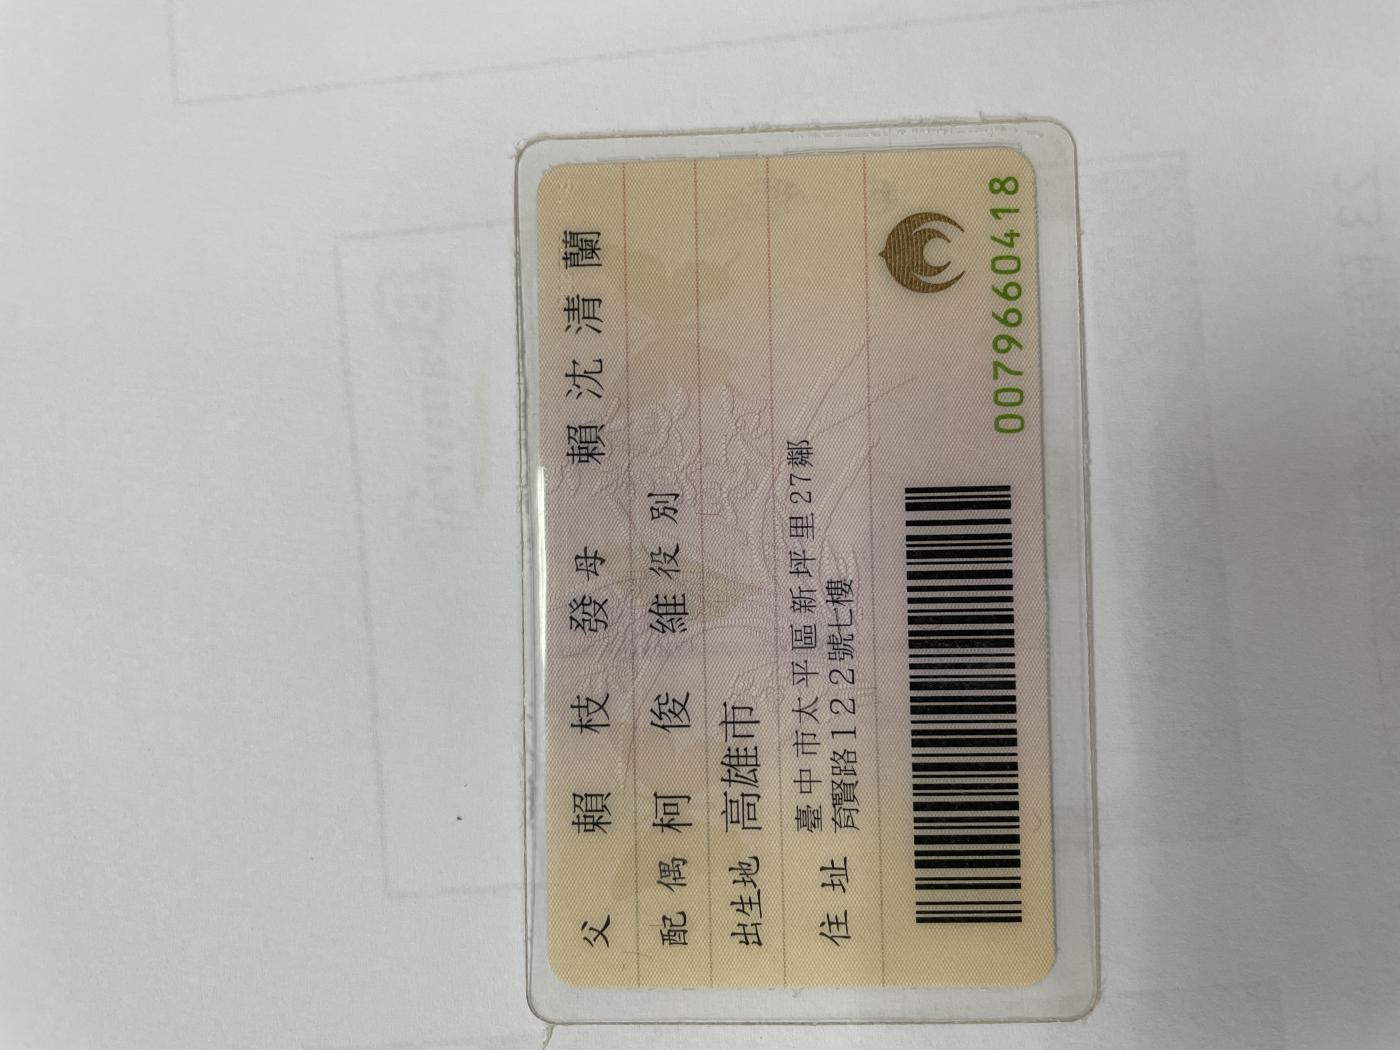 父 賴枝發 母 賴沈清蘭
配偶 柯俊維 役別
出生地 高雄市
住址 臺中市太平區新坪里27鄰
育賢路122號七樓
0079660418